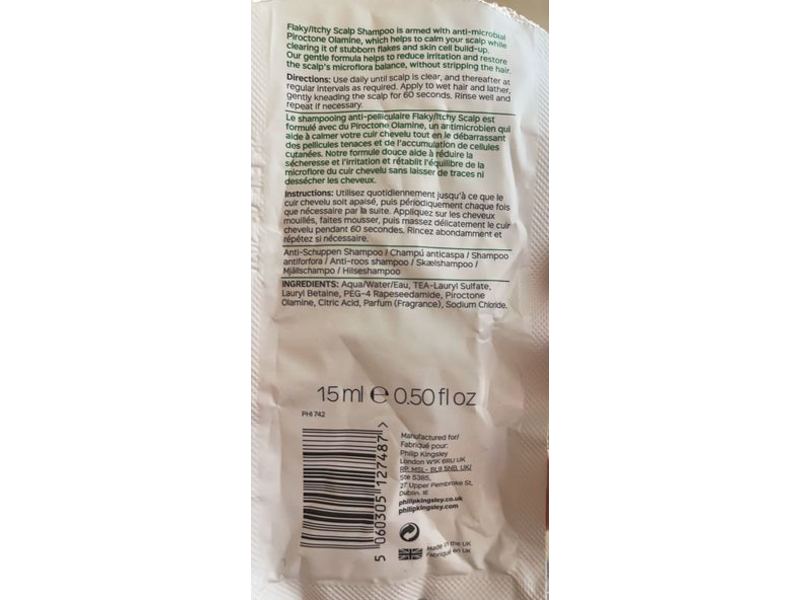 Flaky/Itchy Scalp Shampoo is armed with anti-microbial
Piroctone Olamine, which helps to calm your scalp while
clearing it of stubborn flakes and skin cell build-up.
Our gentle formula helps to reduce irritation and restore
the scalp's microflora balance, without stripping the hair.
Directions: Use daily until scalp is clear, and thereafter at
regular intervals as required. Apply to wet hair and lather,
gently kneading the scalp for 60 seconds. Rinse well and
repeat if necessary.
Le shampooing anti-pelliculaire Flaky/Itchy Scalp est
formulé avec du Piroctone Olamine, un antimicrobien qui
aide à calmer votre cuir chevelu tout en le débarrassant
des pellicules tenaces et de l'accumulation de cellules
cutanées. Notre formule douce aide à réduire la
sécheresse et l'irritation et rétablit l'équilibre de la
microflore du cuir chevelu sans laisser de traces ni
dessécher les cheveux.
Instructions: Utilisez quotidiennement jusqu'à ce que le
cuir chevelu soit apaisé, puis périodiquement chaque fois
que nécessaire par la suite. Appliquez sur les cheveux
mouillés, faites mousser, puis massez délicatement le cuir
chevelu pendant 60 secondes. Rincez abondamment et
répétez si nécessaire.
Anti-Schuppen Shampoo / Champú anticaspa / Shampoo
antiforfora / Anti-roos shampoo / Skælshampoo /
Mjällschampo / Hilseshampoo
INGREDIENTS: Aqua/Water/Eau, TEA-Lauryl Sulfate,
Lauryl Betaine, PEG-4 Rapeseedamide, Piroctone
Olamine, Citric Acid, Parfum (Fragrance), Sodium Chloride.
15 ml ℮ 0.50 fl oz
PHI 742
5 060305 127487 >
Manufactured for/
Fabriqué pour:
Philip Kingsley
London W1K 6RU UK
RP. MSL- BL9 5NB, UK/
Ste 5385,
27 Upper Pembroke St,
Dublin. IE
philipkingsley.co.uk
philipkingsley.com
Made in the UK
Fabriqué en UK